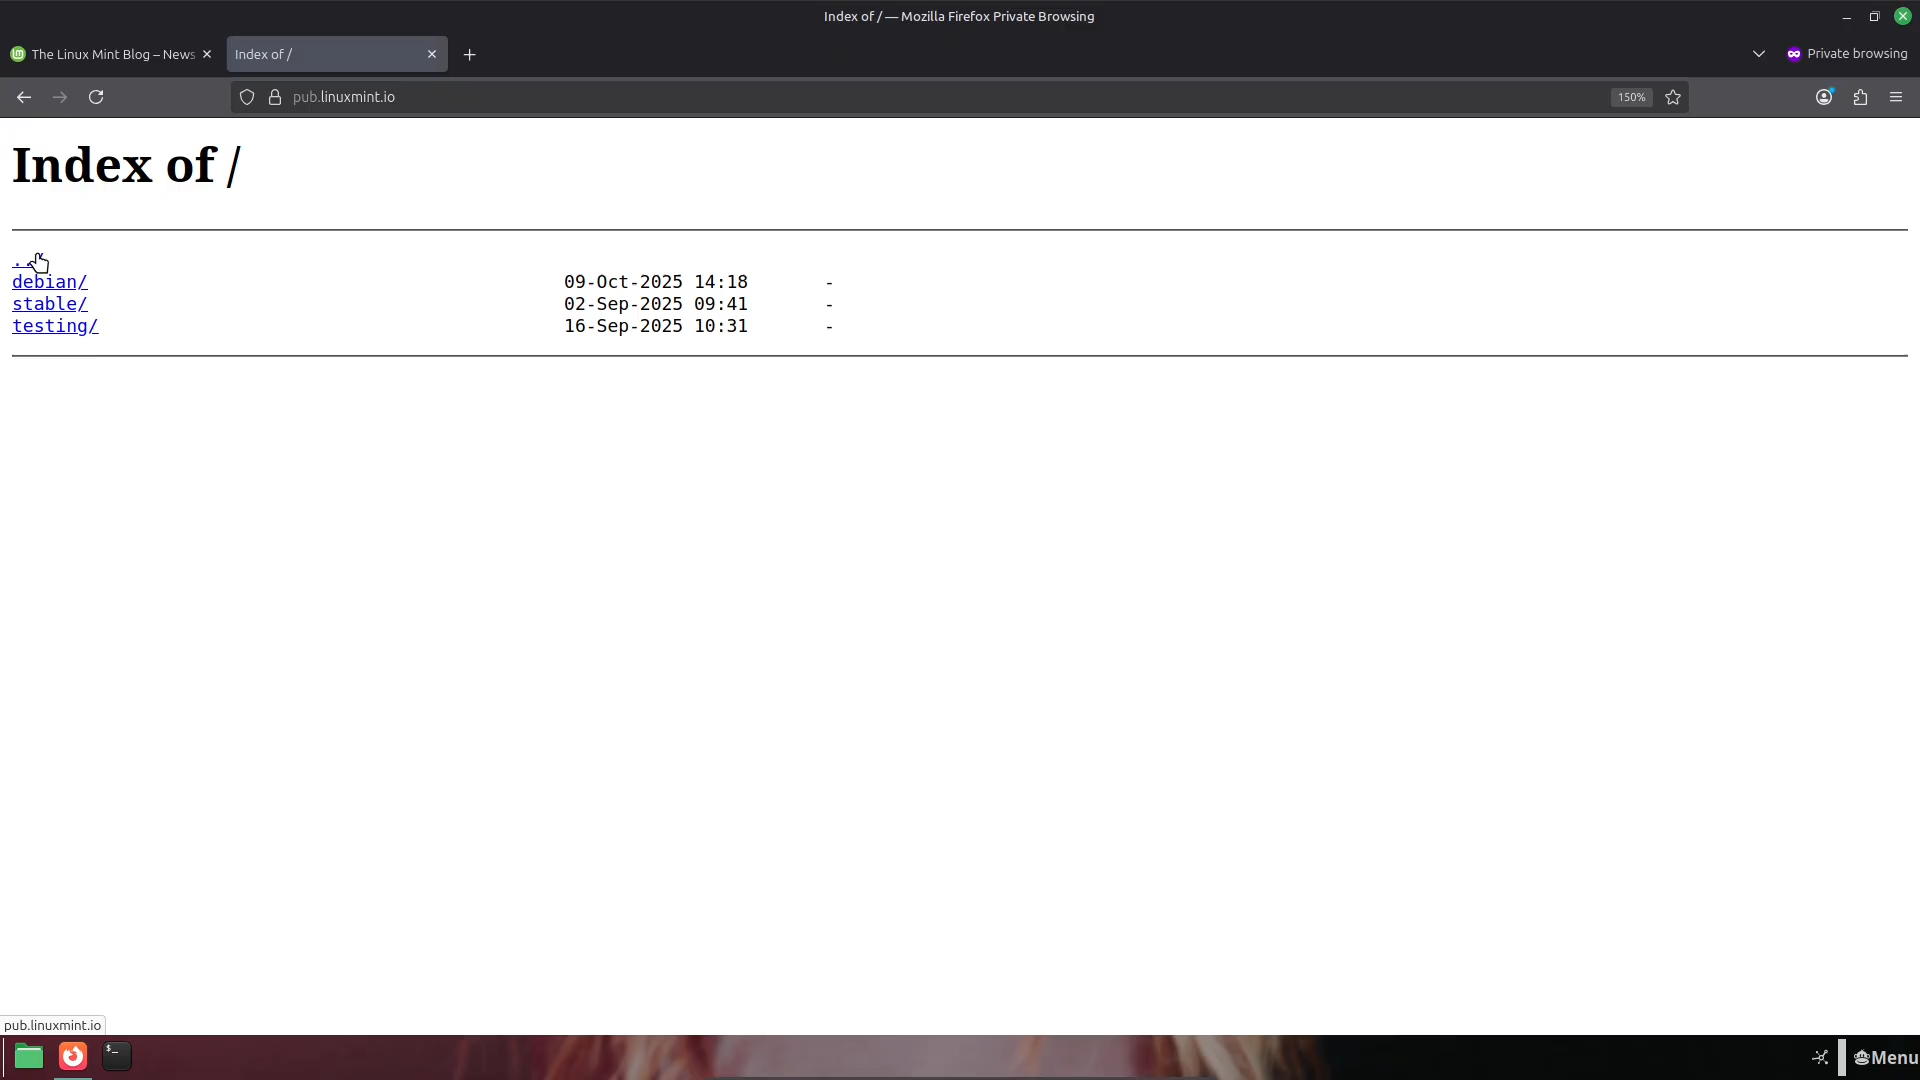 Index of / — Mozilla Firefox Private Browsing
The Linux Mint Blog – News
Index of /
Private browsing
pub.linuxmint.io
150%
Index of /
debian/ 09-Oct-2025 14:18 -
stable/ 02-Sep-2025 09:41 -
testing/ 16-Sep-2025 10:31 -
pub.linuxmint.io
$_
Menu